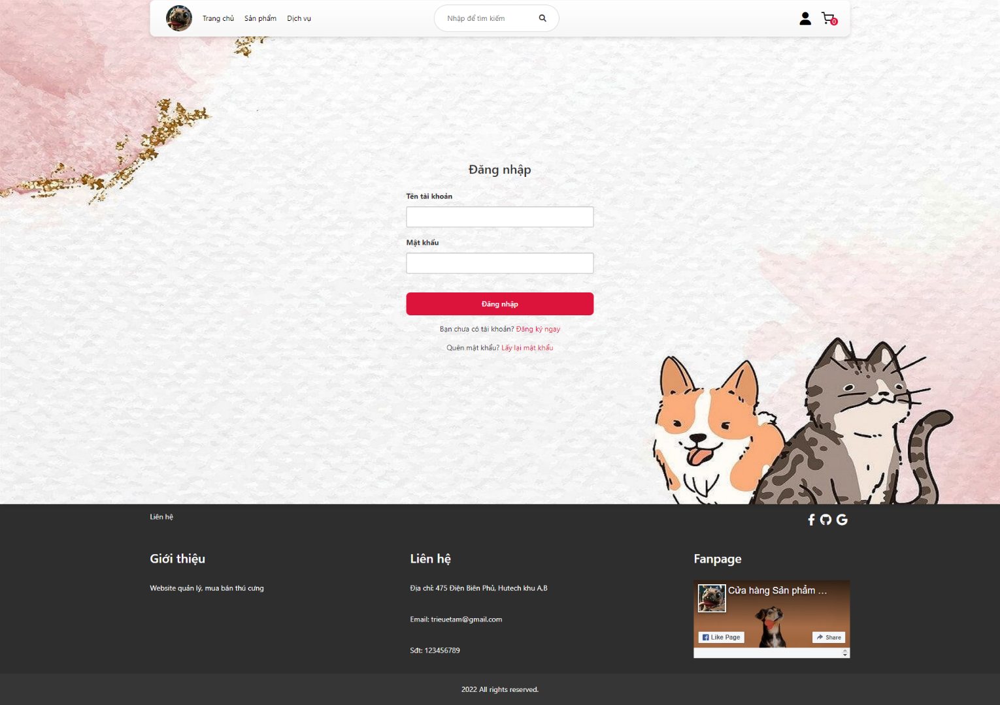 Trang chủ Sản phẩm Dịch vụ Nhập để tìm kiếm 0
Đăng nhập
Tên tài khoản
Mật khẩu
Đăng nhập
Bạn chưa có tài khoản? Đăng ký ngay
Quên mật khẩu? Lấy lại mật khẩu
Liên hệ
Giới thiệu
Website quản lý, mua bán thú cưng
Liên hệ
Địa chỉ: 475 Điện Biên Phủ, Hutech khu A,B
Email: trieuetam@gmail.com
Sđt: 123456789
Fanpage
Cửa hàng Sản phẩm ...
Like Page Share
2022 All rights reserved.